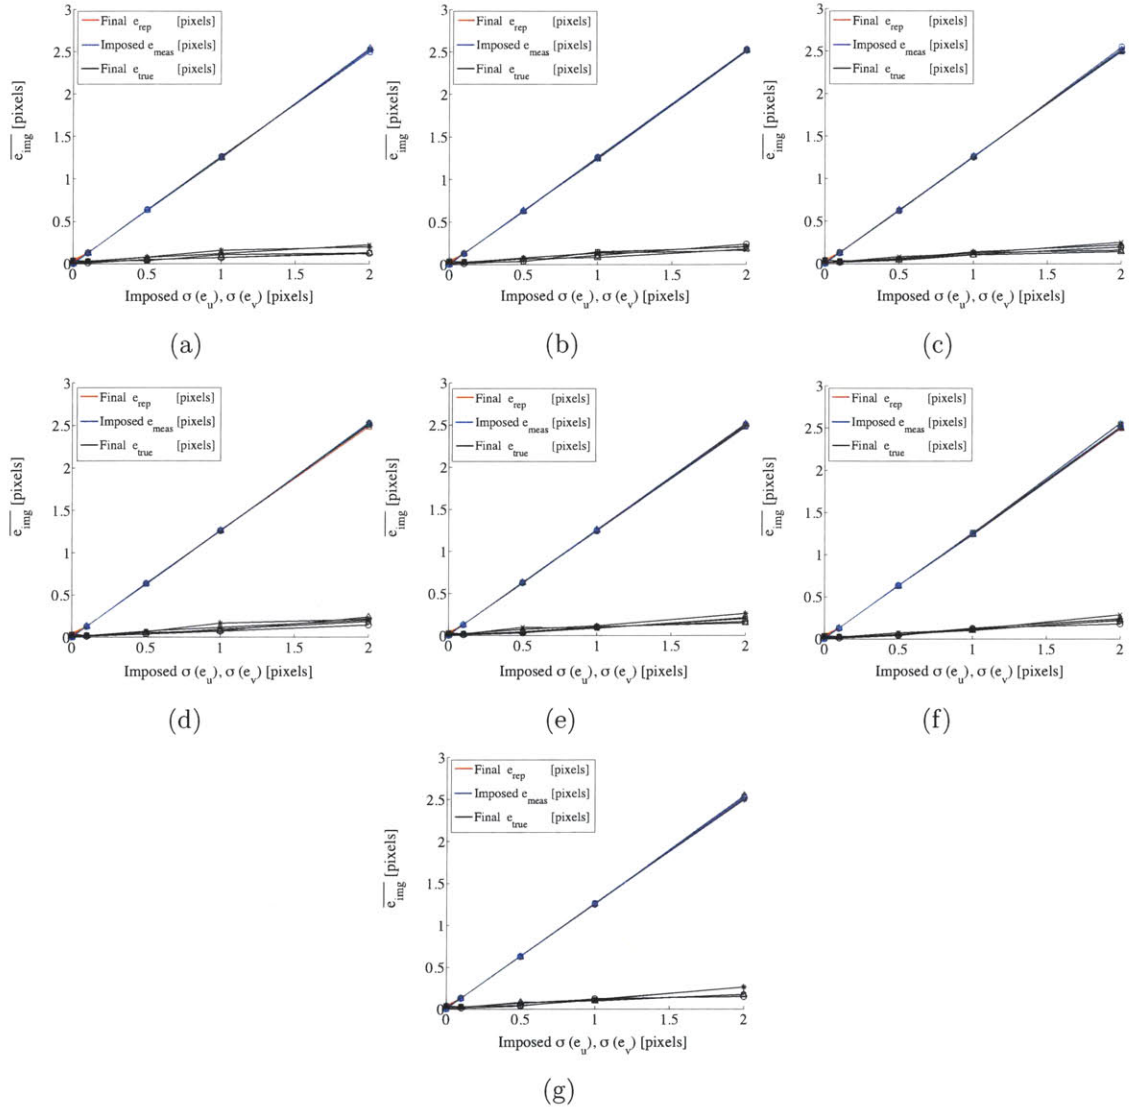 Final e_rep [pixels]
Imposed e_meas [pixels]
Final e_true [pixels]
e_img [pixels]
3
2.5
2
1.5
1
0.5
0
0 0.5 1 1.5 2
Imposed σ (e_u), σ (e_v) [pixels]
(a)
Final e_rep [pixels]
Imposed e_meas [pixels]
Final e_true [pixels]
e_img [pixels]
3
2.5
2
1.5
1
0.5
0
0 0.5 1 1.5 2
Imposed σ (e_u), σ (e_v) [pixels]
(b)
Final e_rep [pixels]
Imposed e_meas [pixels]
Final e_true [pixels]
e_img [pixels]
3
2.5
2
1.5
1
0.5
0
0 0.5 1 1.5 2
Imposed σ (e_u), σ (e_v) [pixels]
(c)
Final e_rep [pixels]
Imposed e_meas [pixels]
Final e_true [pixels]
e_img [pixels]
3
2.5
2
1.5
1
0.5
0
0 0.5 1 1.5 2
Imposed σ (e_u), σ (e_v) [pixels]
(d)
Final e_rep [pixels]
Imposed e_meas [pixels]
Final e_true [pixels]
e_img [pixels]
3
2.5
2
1.5
1
0.5
0
0 0.5 1 1.5 2
Imposed σ (e_u), σ (e_v) [pixels]
(e)
Final e_rep [pixels]
Imposed e_meas [pixels]
Final e_true [pixels]
e_img [pixels]
3
2.5
2
1.5
1
0.5
0
0 0.5 1 1.5 2
Imposed σ (e_u), σ (e_v) [pixels]
(f)
Final e_rep [pixels]
Imposed e_meas [pixels]
Final e_true [pixels]
e_img [pixels]
3
2.5
2
1.5
1
0.5
0
0 0.5 1 1.5 2
Imposed σ (e_u), σ (e_v) [pixels]
(g)